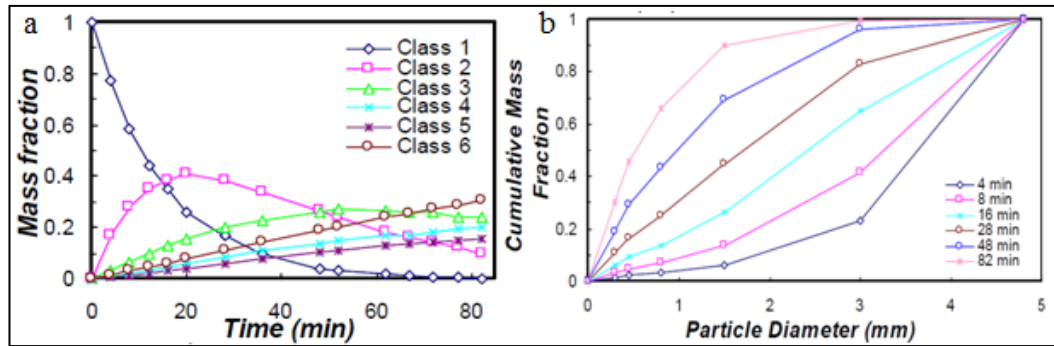 a
Mass fraction
1
0.8
0.6
0.4
0.2
0
0 20 40 60 80
Time (min)
Class 1
Class 2
Class 3
Class 4
Class 5
Class 6
b
Cumulative Mass
Fraction
1
0.8
0.6
0.4
0.2
0
0 1 2 3 4 5
Particle Diameter (mm)
4 min
8 min
16 min
28 min
48 min
82 min